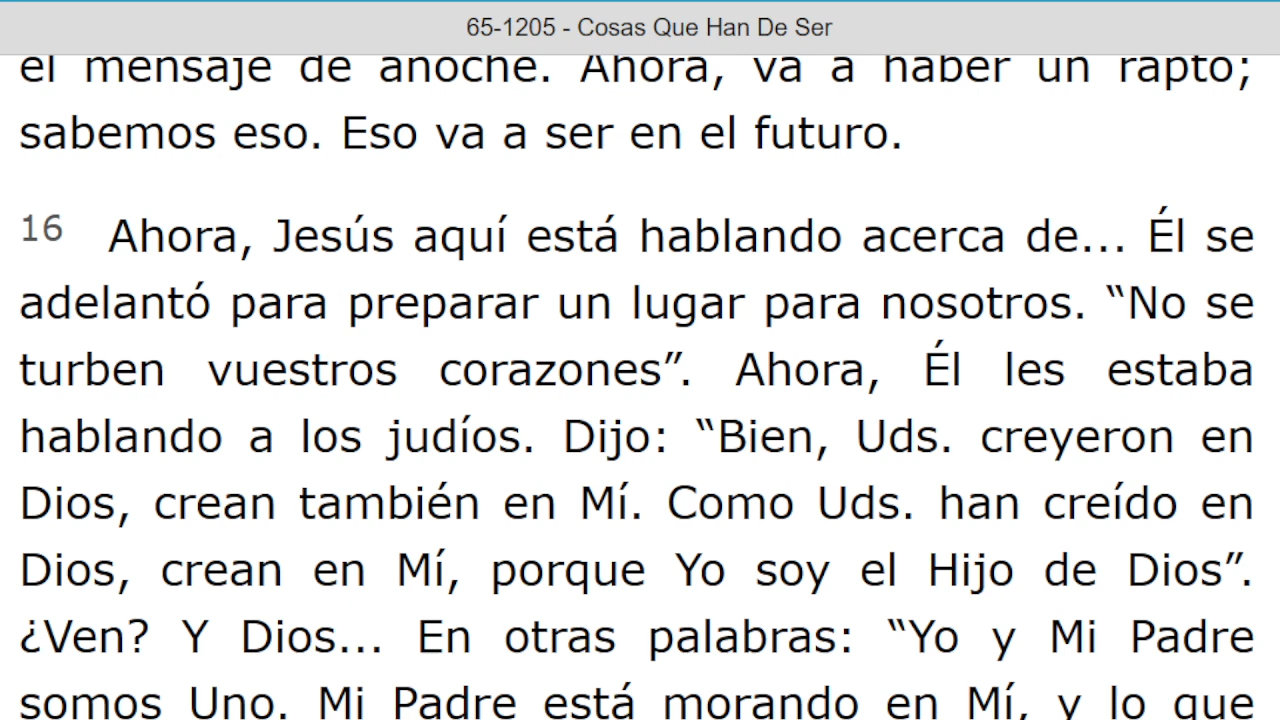 65-1205 - Cosas Que Han De Ser
el mensaje de anoche. Ahora, va a haber un rapto;
sabemos eso. Eso va a ser en el futuro.
16 Ahora, Jesús aquí está hablando acerca de... Él se
adelantó para preparar un lugar para nosotros. “No se
turben vuestros corazones”. Ahora, Él les estaba
hablando a los judíos. Dijo: “Bien, Uds. creyeron en
Dios, crean también en Mí. Como Uds. han creído en
Dios, crean en Mí, porque Yo soy el Hijo de Dios”.
¿Ven? Y Dios... En otras palabras: “Yo y Mi Padre
somos Uno. Mi Padre está morando en Mí, y lo que